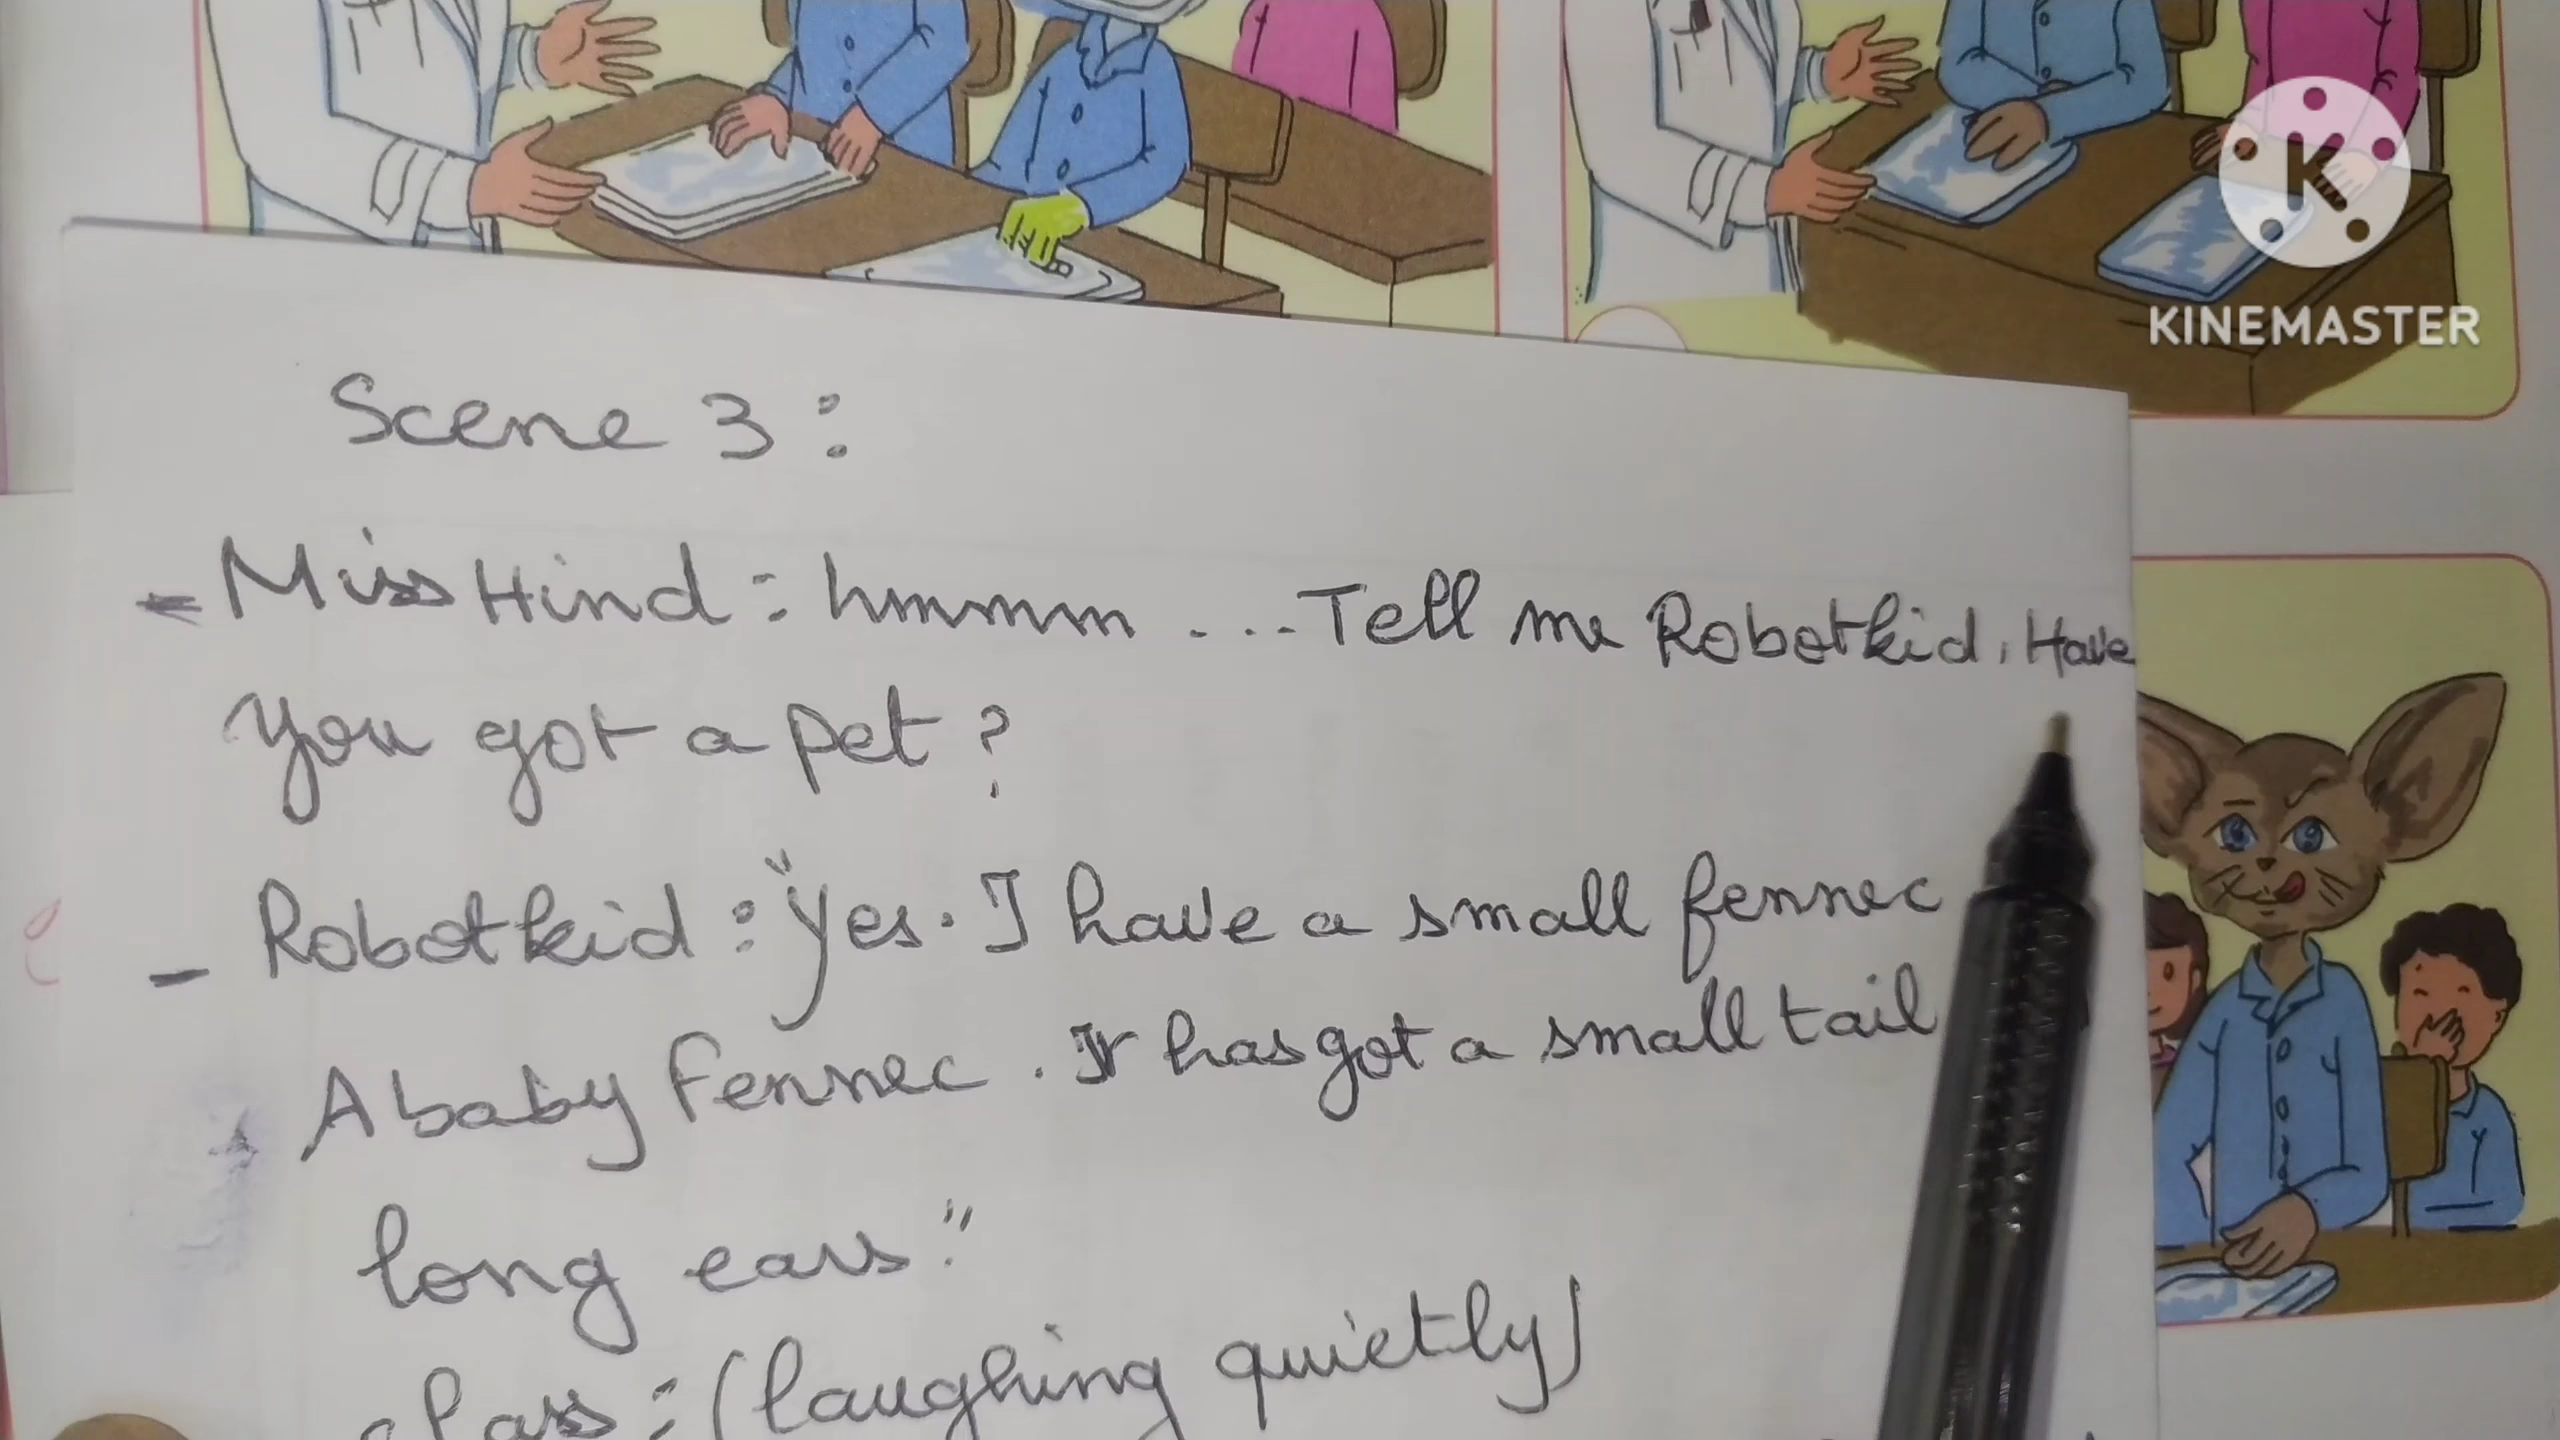 K
KINEMASTER
Scene 3:
- Miss Hind: hmmm ... Tell me Robotkid, Have
you got a pet?
- Robotkid: "Yes. I have a small fennec
A baby fennec. It has got a small tail
long ears."
class: (laughing quietly)